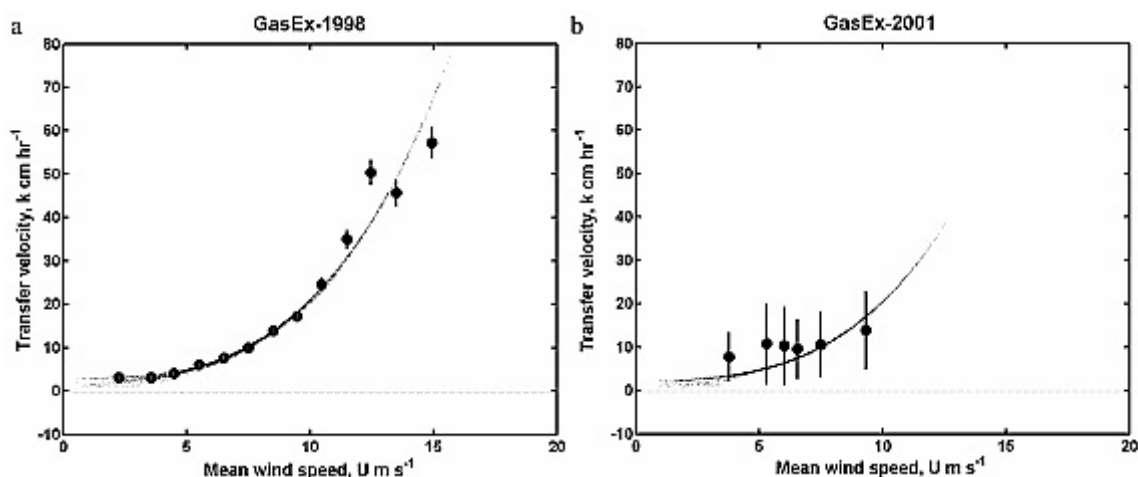 a
GasEx-1998
Transfer velocity, k cm hr⁻¹
80
70
60
50
40
30
20
10
0
-10
0 5 10 15 20
Mean wind speed, U m s⁻¹
b
GasEx-2001
Transfer velocity, k cm hr⁻¹
80
70
60
50
40
30
20
10
0
-10
0 5 10 15 20
Mean wind speed, U m s⁻¹